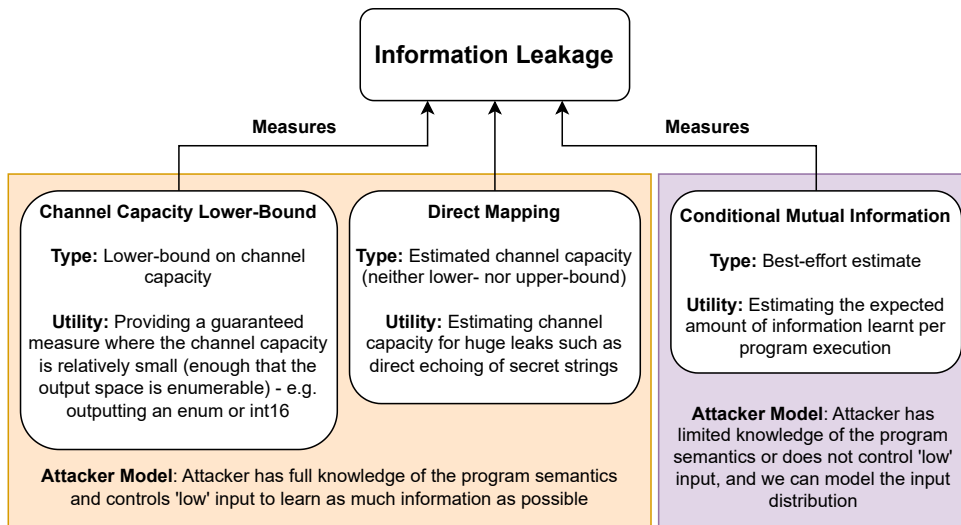 Information Leakage
Measures
Measures
Channel Capacity Lower-Bound
Type: Lower-bound on channel
capacity
Utility: Providing a guaranteed
measure where the channel capacity
is relatively small (enough that the
output space is enumerable) - e.g.
outputting an enum or int16
Direct Mapping
Type: Estimated channel capacity
(neither lower- nor upper-bound)
Utility: Estimating channel
capacity for huge leaks such as
direct echoing of secret strings
Attacker Model: Attacker has full knowledge of the program semantics
and controls 'low' input to learn as much information as possible
Conditional Mutual Information
Type: Best-effort estimate
Utility: Estimating the expected
amount of information learnt per
program execution
Attacker Model: Attacker has
limited knowledge of the program
semantics or does not control 'low'
input, and we can model the input
distribution